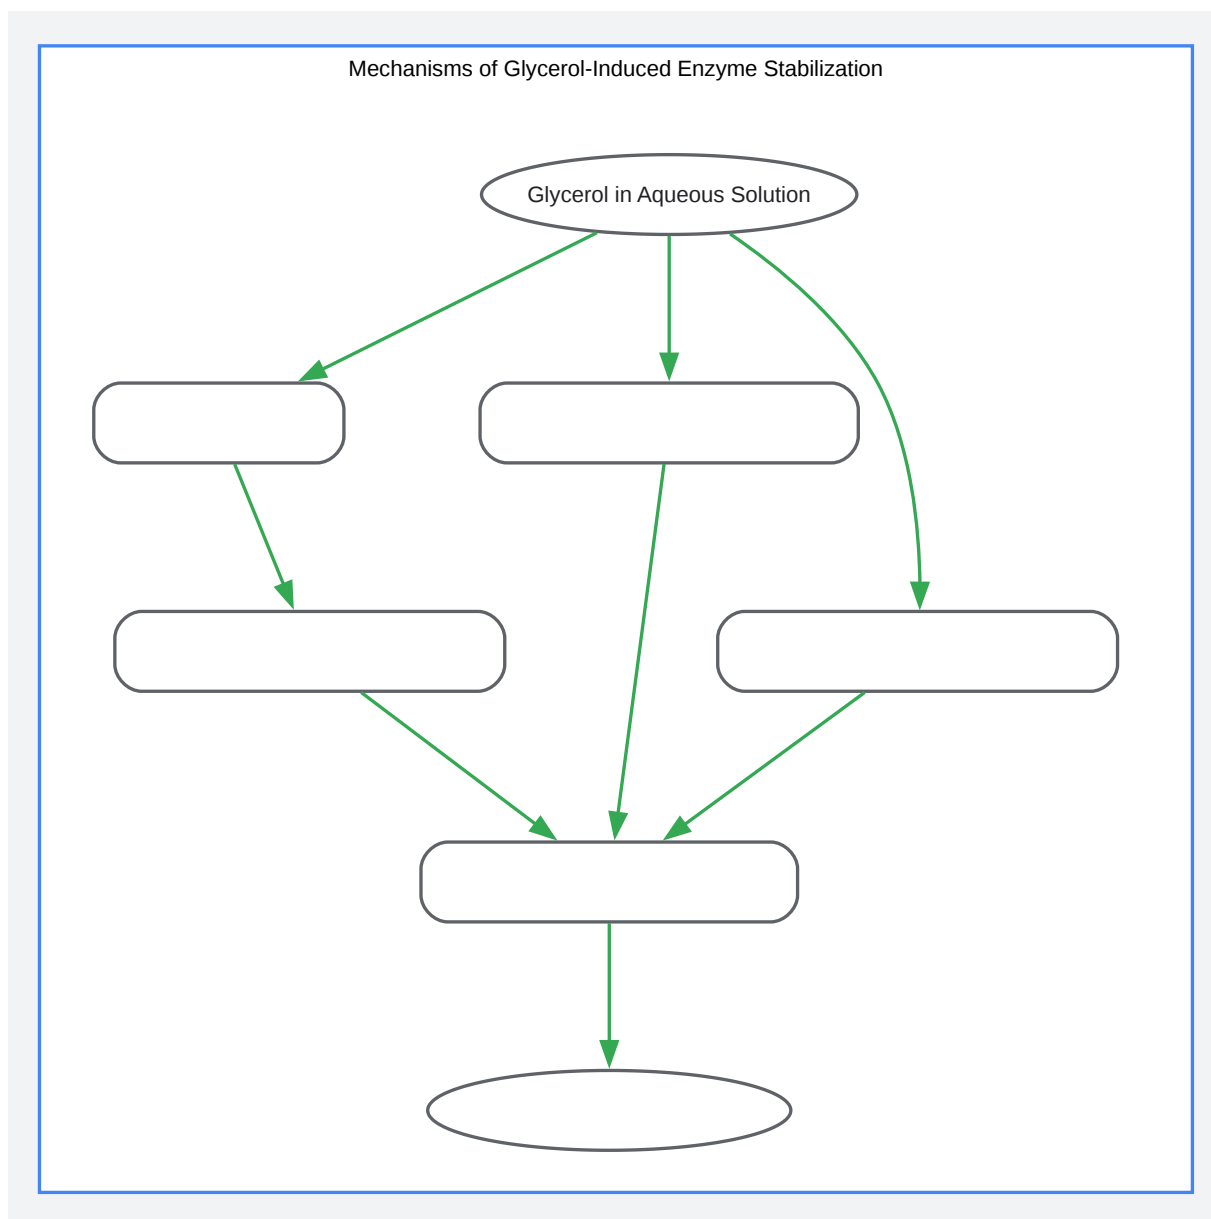 Mechanisms of Glycerol-Induced Enzyme Stabilization
Glycerol in Aqueous Solution